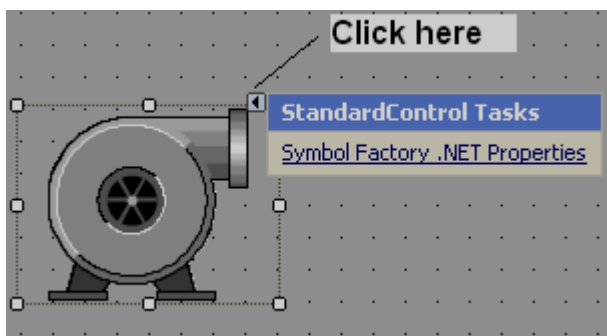 Click here
StandardControl Tasks
Symbol Factory .NET Properties